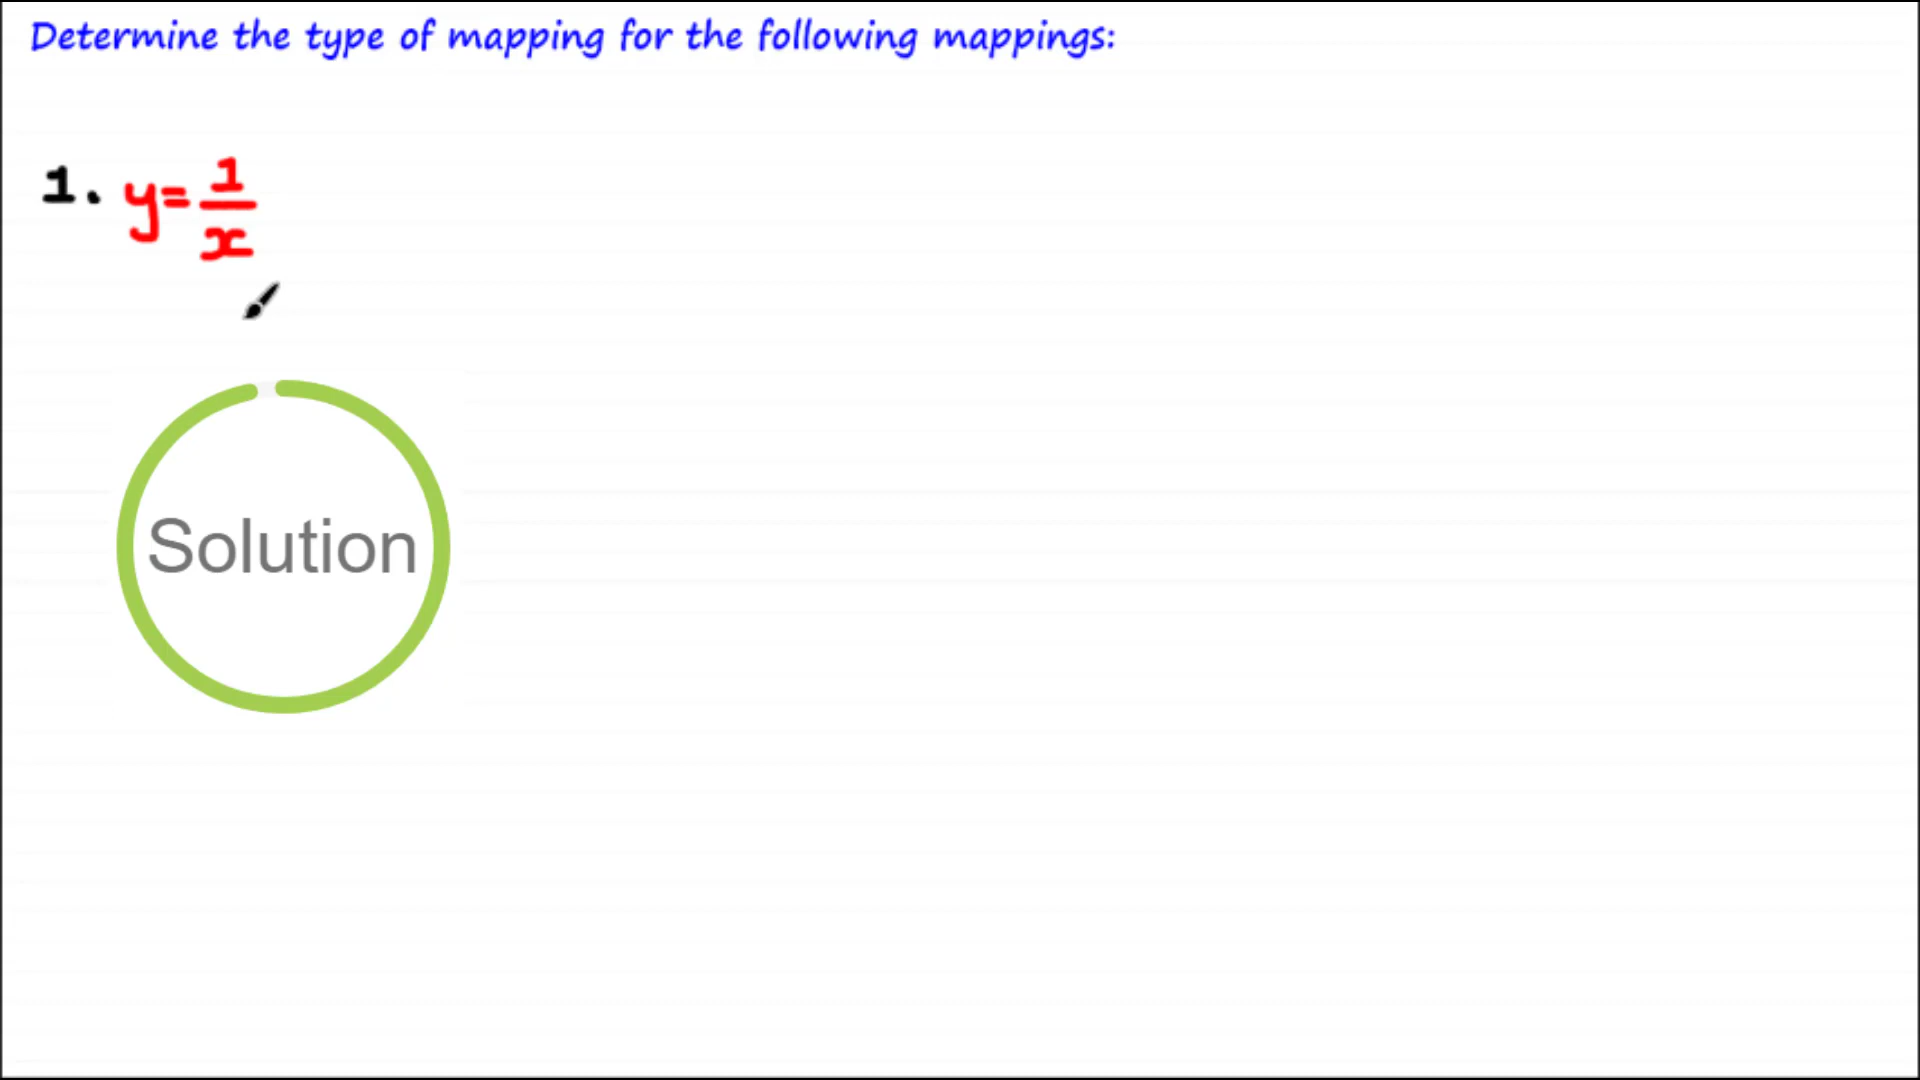 Determine the type of mapping for the following mappings:
1. y=1/x
Solution